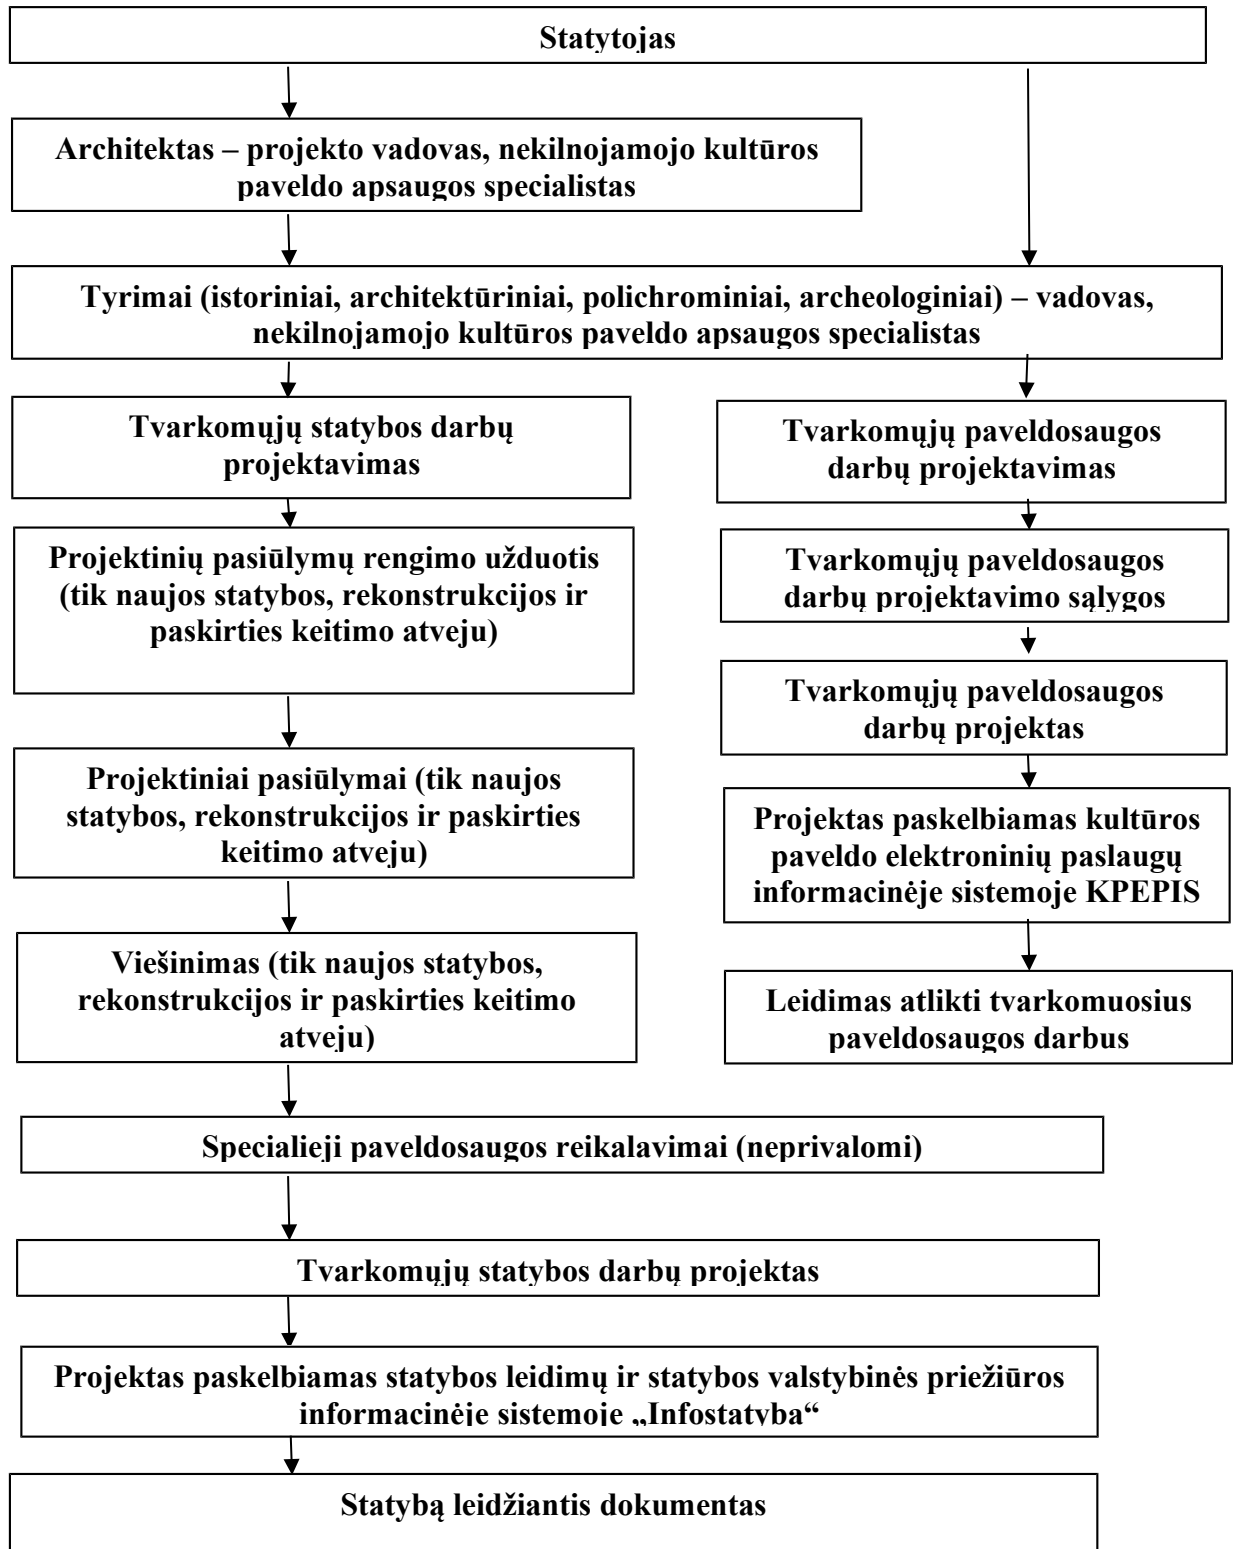 Statytojas
Architektas – projekto vadovas, nekilnojamojo kultūros
paveldo apsaugos specialistas
Tyrimai (istoriniai, architektūriniai, polichrominiai, archeologiniai) – vadovas,
nekilnojamojo kultūros paveldo apsaugos specialistas
Tvarkomųjų statybos darbų
projektavimas
Projektinių pasiūlymų rengimo užduotis
(tik naujos statybos, rekonstrukcijos ir
paskirties keitimo atveju)
Projektiniai pasiūlymai (tik naujos
statybos, rekonstrukcijos ir paskirties
keitimo atveju)
Viešinimas (tik naujos statybos,
rekonstrukcijos ir paskirties keitimo
atveju)
Tvarkomųjų paveldosaugos
darbų projektavimas
Tvarkomųjų paveldosaugos
darbų projektavimo sąlygos
Tvarkomųjų paveldosaugos
darbų projektas
Projektas paskelbiamas kultūros
paveldo elektroninių paslaugų
informacinėje sistemoje KPEPIS
Leidimas atlikti tvarkomuosius
paveldosaugos darbus
Specialieji paveldosaugos reikalavimai (neprivalomi)
Tvarkomųjų statybos darbų projektas
Projektas paskelbiamas statybos leidimų ir statybos valstybinės priežiūros
informacinėje sistemoje „Infostatyba“
Statybą leidžiantis dokumentas